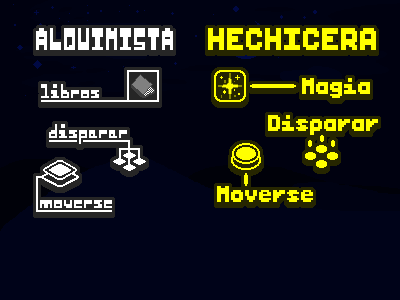 ALQUIMISTA
libros
disparar
moverse
HECHICERA
Magia
Disparar
Moverse